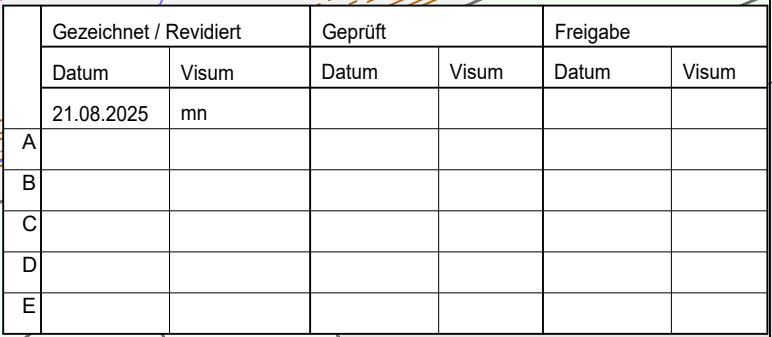 Gezeichnet / Revidiert Geprüft Freigabe
Datum Visum Datum Visum Datum Visum
21.08.2025 mn
A
B
C
D
E